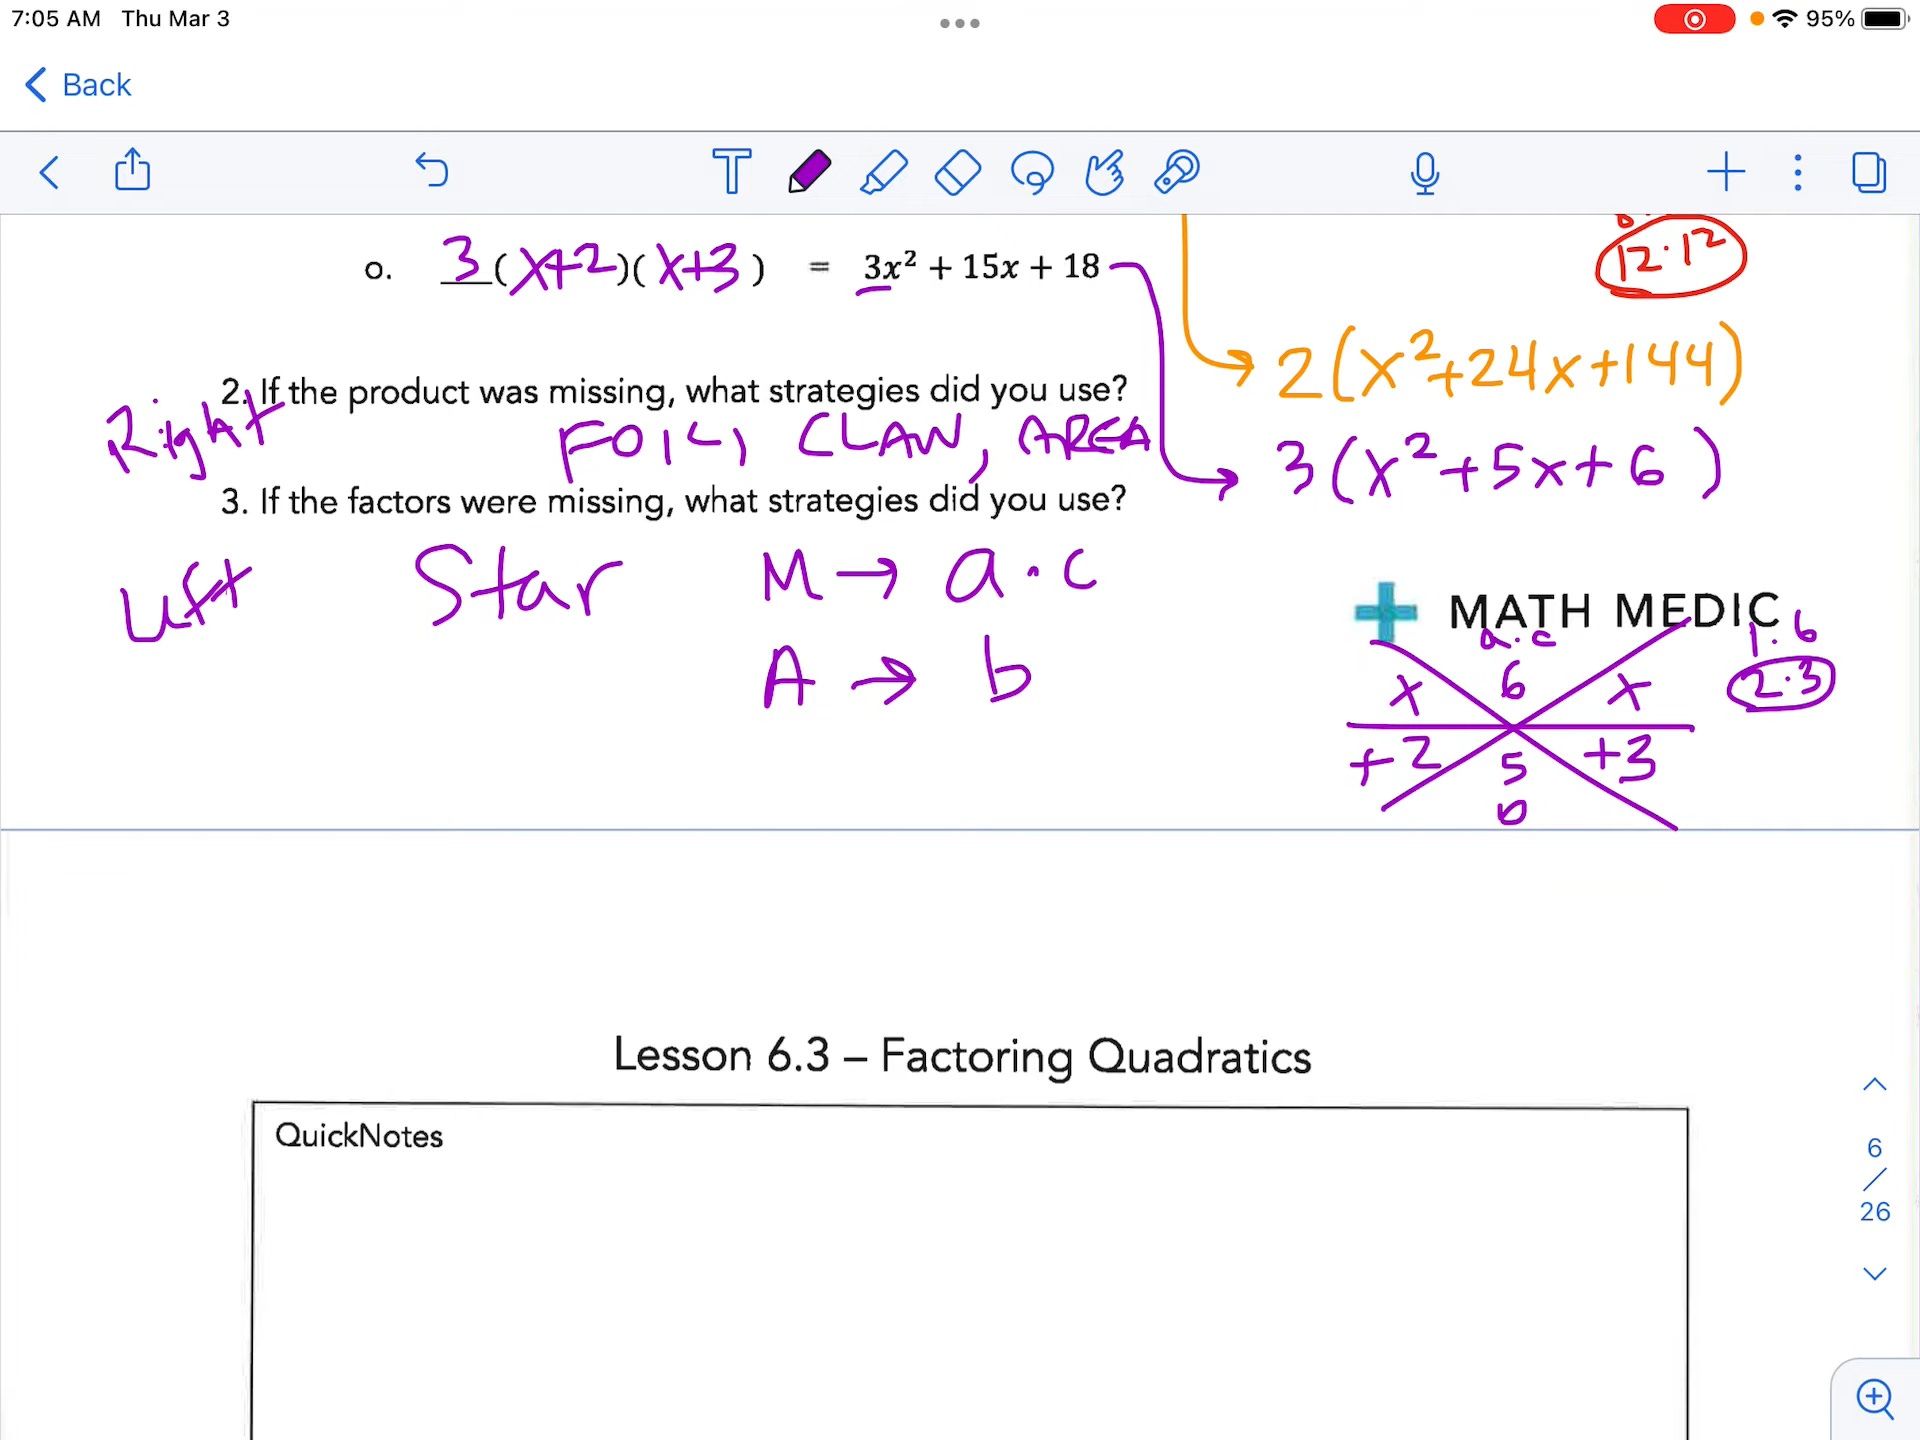 7:05 AM Thu Mar 3
95%
Back
o. 3(x+2)(x+3) = 3x² + 15x + 18
12·12
2(x²+24x+144)
2. If the product was missing, what strategies did you use?
Right
FOIL, CLAW, AREA
3(x²+5x+6)
3. If the factors were missing, what strategies did you use?
Left Star M → a·c
A → b
MATH MEDIC
a·c
1·6
x 6 x
2·3
+2 5 +3
b
Lesson 6.3 – Factoring Quadratics
QuickNotes
6
/
26